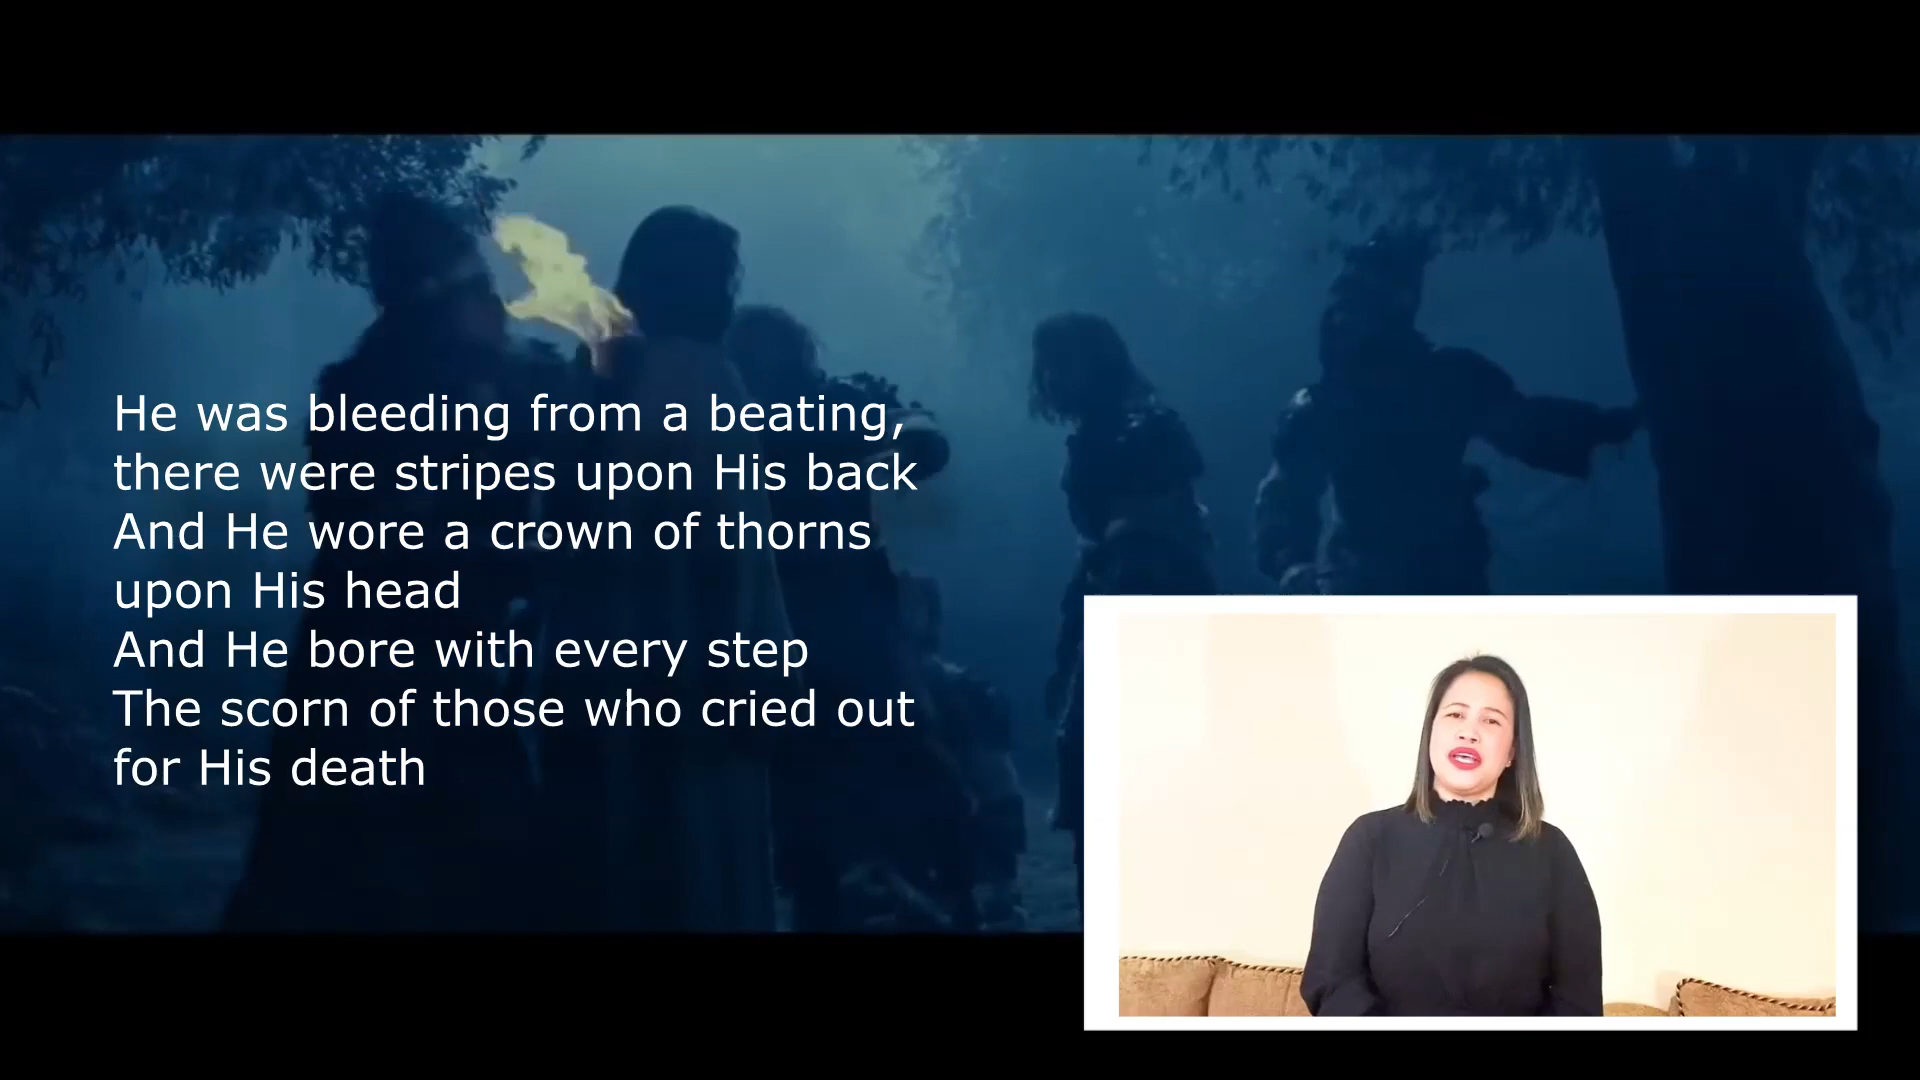 He was bleeding from a beating,
there were stripes upon His back
And He wore a crown of thorns
upon His head
And He bore with every step
The scorn of those who cried out
for His death